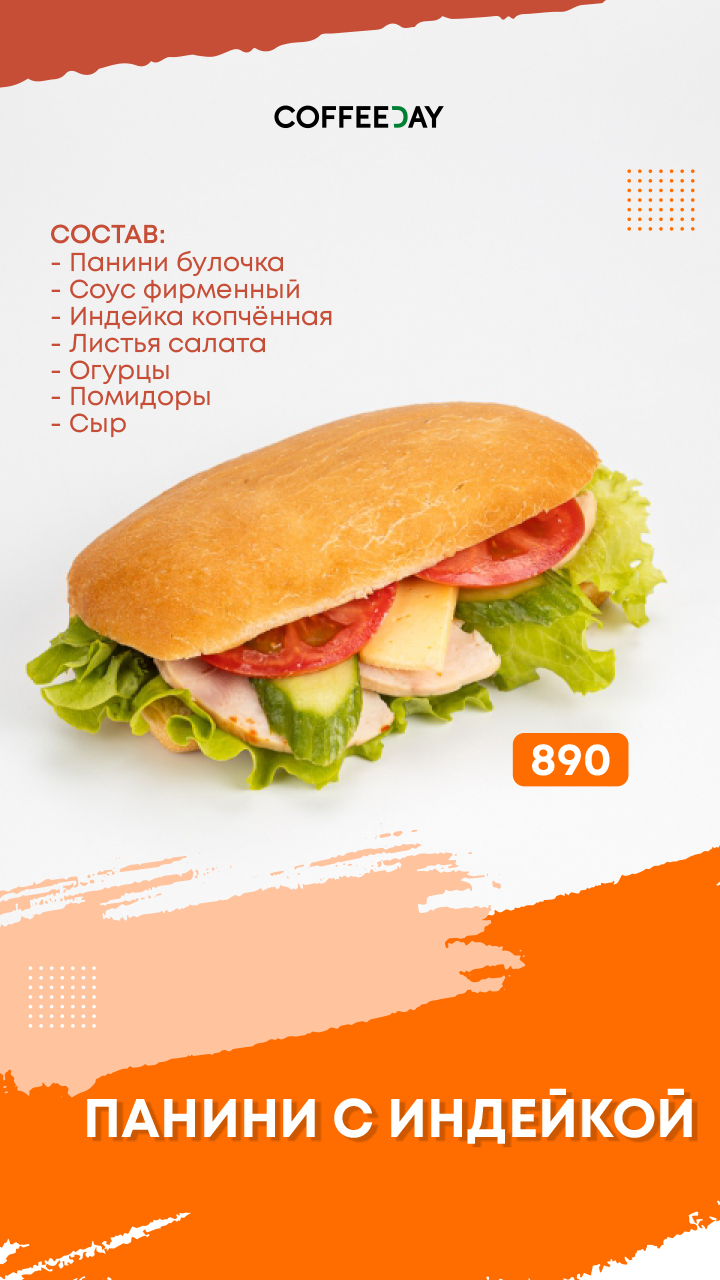 COFFEEDAY
СОСТАВ:
- Панини булочка
- Соус фирменный
- Индейка копчённая
- Листья салата
- Огурцы
- Помидоры
- Сыр
890
ПАНИНИ С ИНДЕЙКОЙ